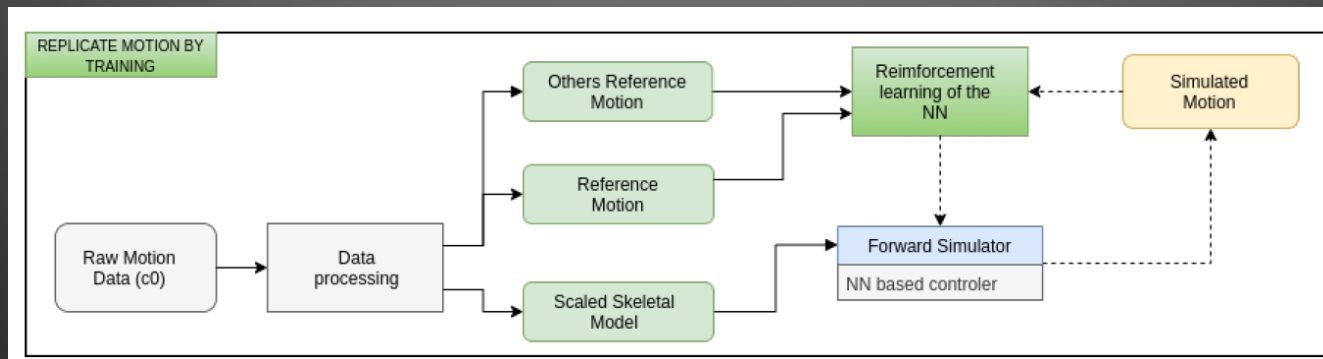 REPLICATE MOTION BY
TRAINING
Others Reference
Motion
Reimforcement
learning of the
NN
Simulated
Motion
Reference
Motion
Raw Motion
Data (c0)
Data
processing
Forward Simulator
NN based controler
Scaled Skeletal
Model